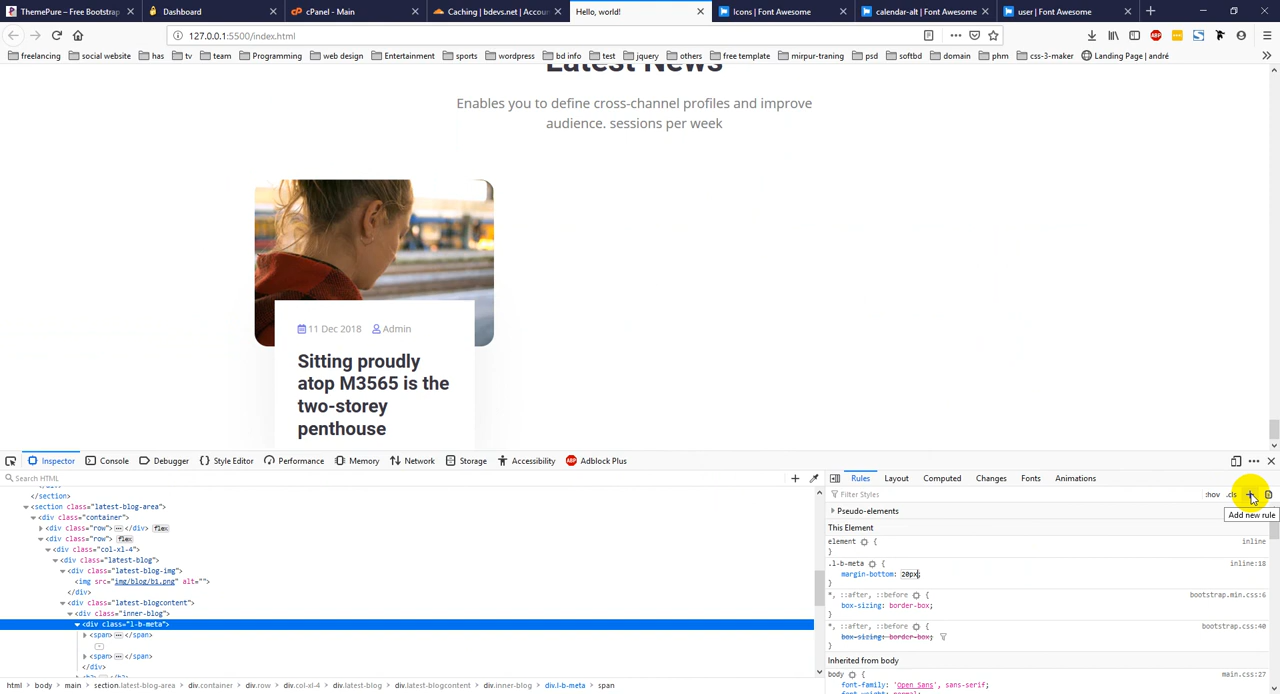 ThemePure – Free Bootstrap
Dashboard
cPanel - Main
Caching | bdevs.net | Accou
Hello, world!
Icons | Font Awesome
calendar-alt | Font Awesome
user | Font Awesome
127.0.0.1:5500/index.html
freelancing social website has tv team Programming web design Entertainment sports wordpress bd info test jquery others free template mirpur-traning psd softbd domain phm css-3-maker Landing Page | andré
Latest News
Enables you to define cross-channel profiles and improve
audience. sessions per week
11 Dec 2018 Admin
Sitting proudly
atop M3565 is the
two-storey
penthouse
Inspector Console Debugger Style Editor Performance Memory Network Storage Accessibility Adblock Plus
Search HTML
</section>
<section class="latest-blog-area">
<div class="container">
<div class="row"> </div> flex
<div class="row"> flex
<div class="col-xl-4">
<div class="latest-blog">
<div class="latest-blog-img">
<img src="img/blog/b1.png" alt="">
</div>
<div class="latest-blogcontent">
<div class="inner-blog">
<div class="l-b-meta">
<span> </span>
<span> </span>
</div>
html body main section.latest-blog-area div.container div.row div.col-xl-4 div.latest-blog div.latest-blogcontent div.inner-blog div.l-b-meta span
Rules Layout Computed Changes Fonts Animations
Filter Styles :hov .cls +
Add new rule
Pseudo-elements
This Element
element { inline
}
.l-b-meta { inline:18
margin-bottom: 20px;
}
*, ::after, ::before { bootstrap.min.css:6
box-sizing: border-box;
}
*, ::after, ::before { bootstrap.css:40
box-sizing: border-box;
}
Inherited from body
body { main.css:27
font-family: 'Open Sans', sans-serif;